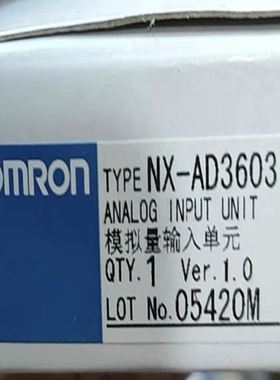 OMRON
TYPE NX-AD3603
ANALOG INPUT UNIT
模拟量输入单元
QTY. 1 Ver.1.0
LOT No. 05420M